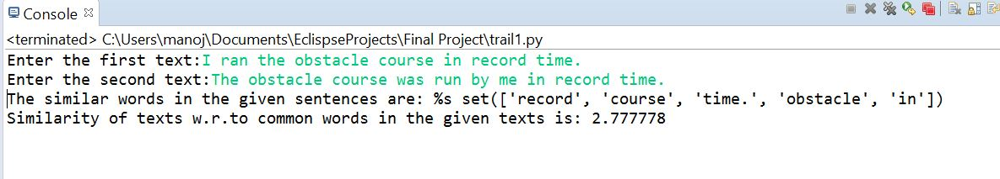 Console
<terminated> C:\Users\manoj\Documents\EclispseProjects\Final Project\trail1.py
Enter the first text:I ran the obstacle course in record time.
Enter the second text:The obstacle course was run by me in record time.
The similar words in the given sentences are: %s set(['record', 'course', 'time.', 'obstacle', 'in'])
Similarity of texts w.r.to common words in the given texts is: 2.777778